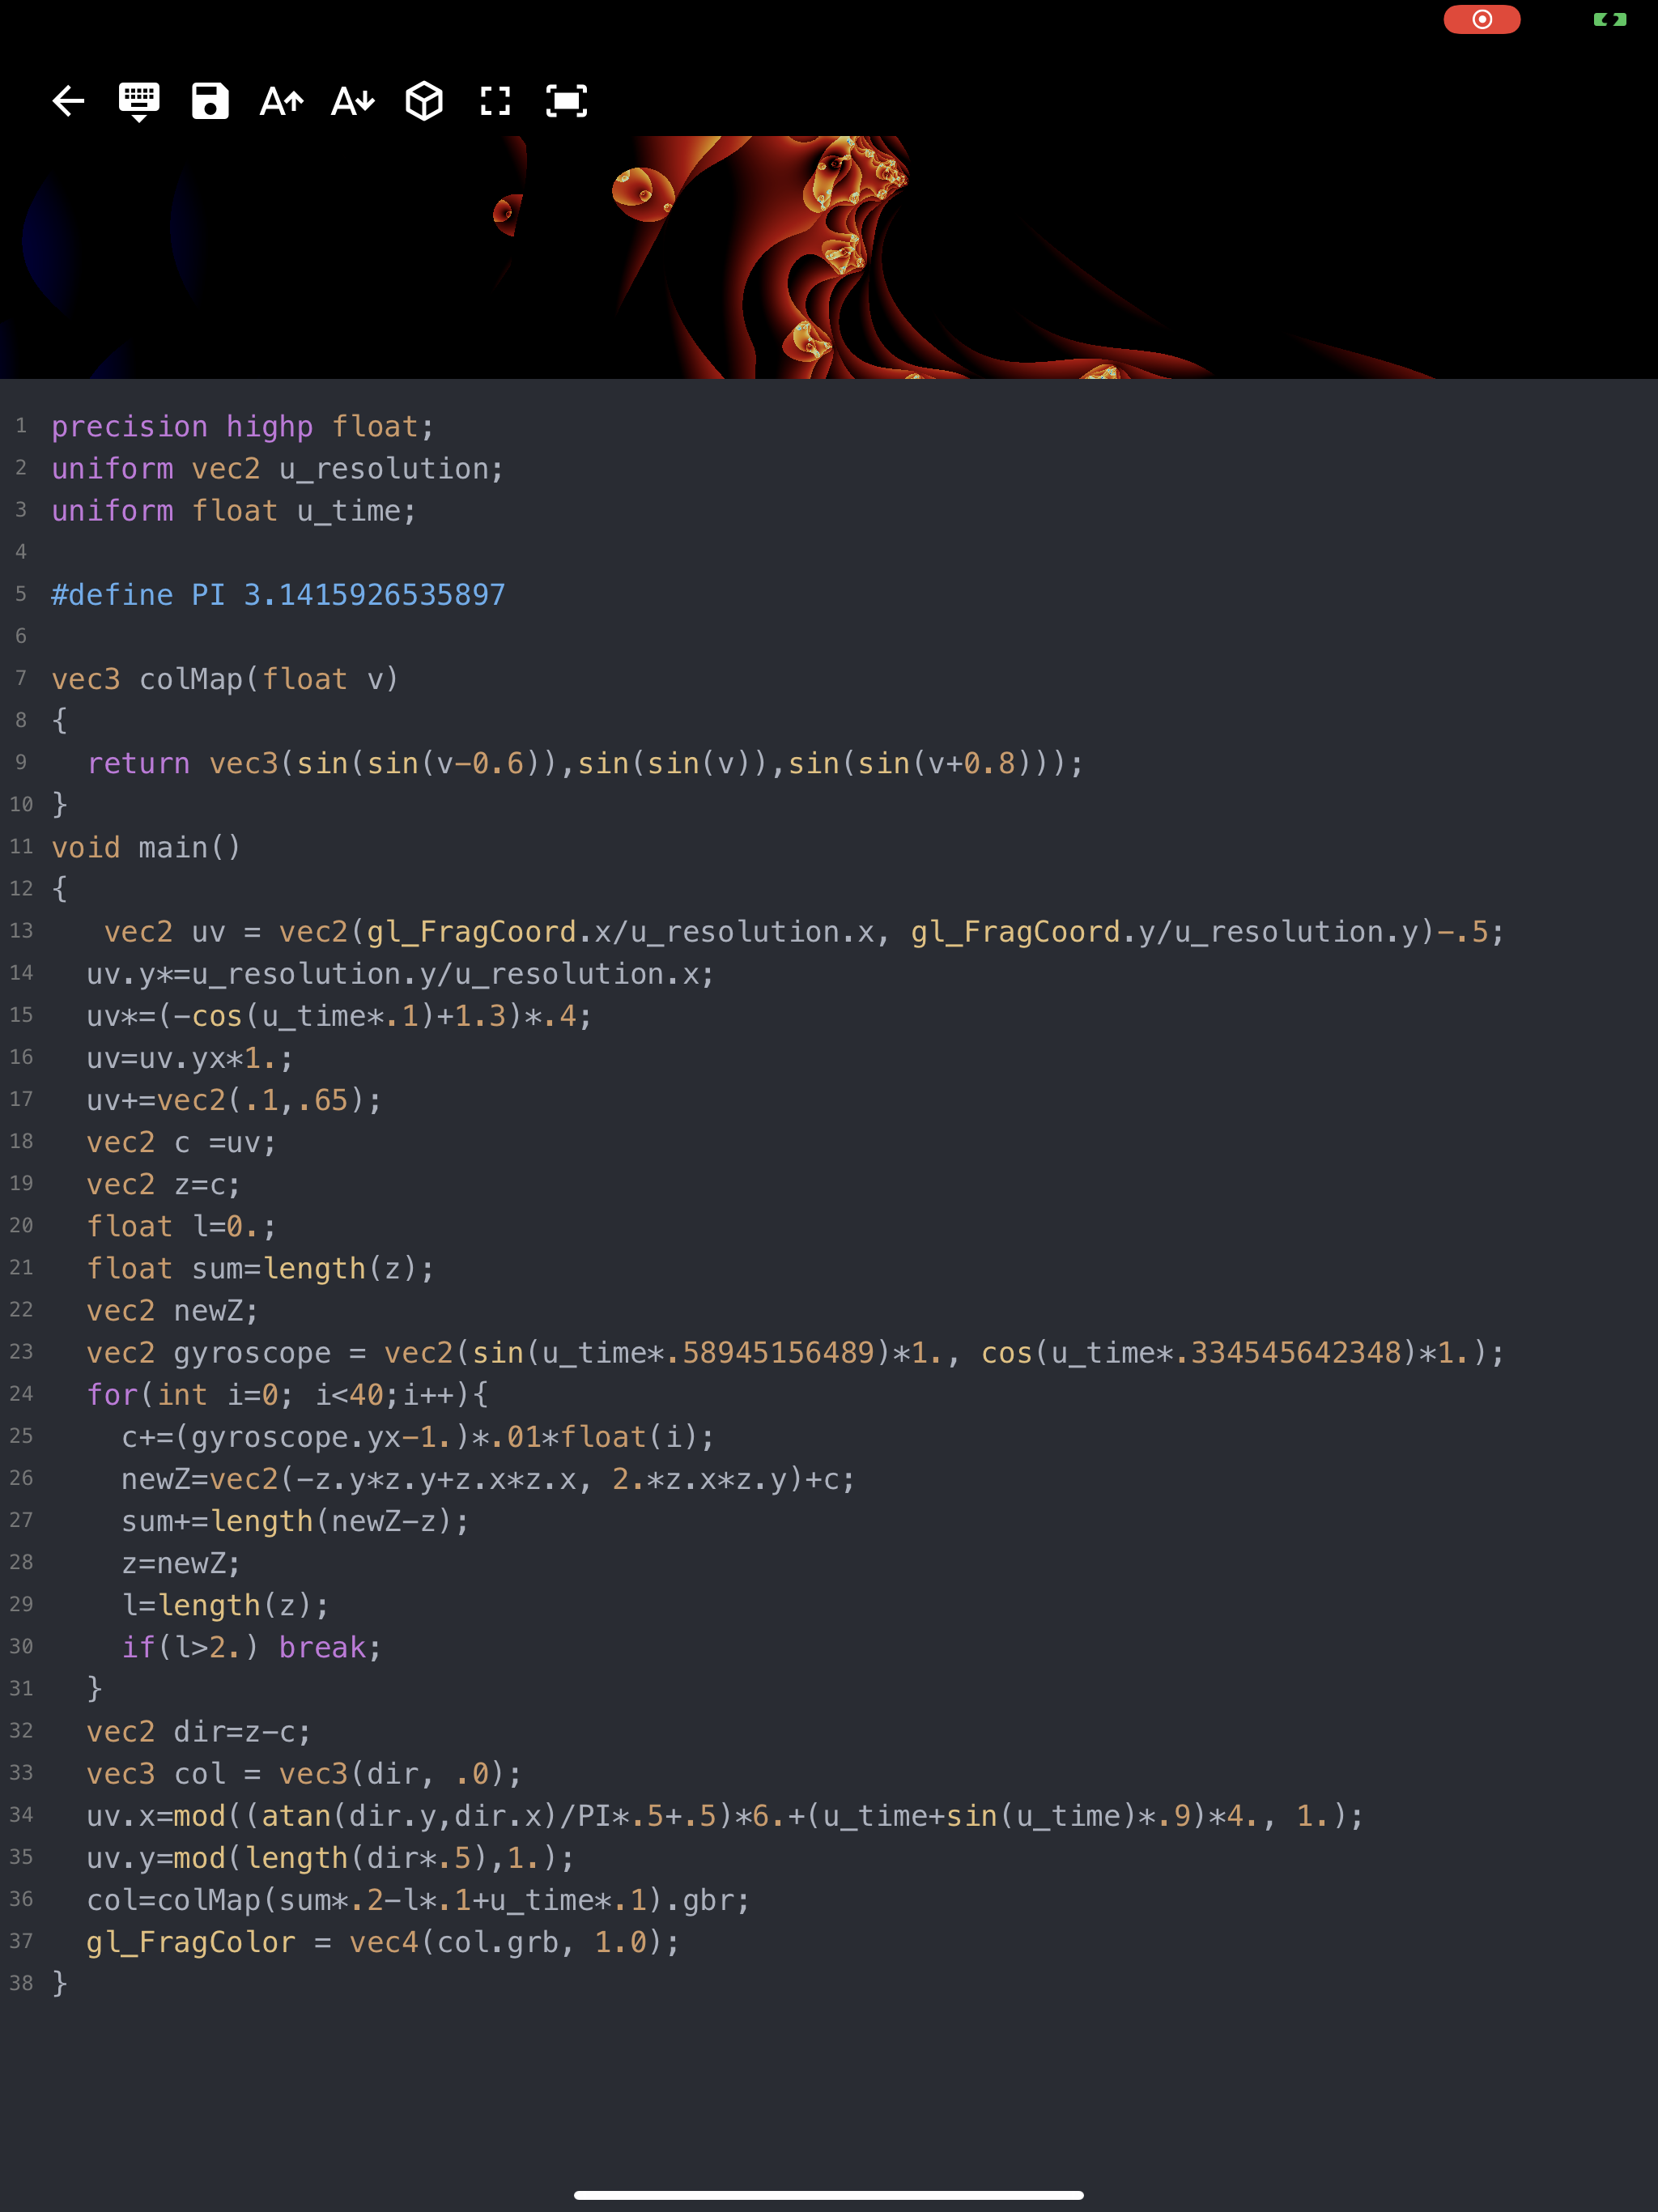 A A
1 precision highp float;
2 uniform vec2 u_resolution;
3 uniform float u_time;
4
5 #define PI 3.1415926535897
6
7 vec3 colMap(float v)
8 {
9   return vec3(sin(sin(v-0.6)),sin(sin(v)),sin(sin(v+0.8)));
10 }
11 void main()
12 {
13    vec2 uv = vec2(gl_FragCoord.x/u_resolution.x, gl_FragCoord.y/u_resolution.y)-.5;
14   uv.y*=u_resolution.y/u_resolution.x;
15   uv*=(-cos(u_time*.1)+1.3)*.4;
16   uv=uv.yx*1.;
17   uv+=vec2(.1,.65);
18   vec2 c =uv;
19   vec2 z=c;
20   float l=0.;
21   float sum=length(z);
22   vec2 newZ;
23   vec2 gyroscope = vec2(sin(u_time*.58945156489)*1., cos(u_time*.334545642348)*1.);
24   for(int i=0; i<40;i++){
25     c+=(gyroscope.yx-1.)*.01*float(i);
26     newZ=vec2(-z.y*z.y+z.x*z.x, 2.*z.x*z.y)+c;
27     sum+=length(newZ-z);
28     z=newZ;
29     l=length(z);
30     if(l>2.) break;
31   }
32   vec2 dir=z-c;
33   vec3 col = vec3(dir, .0);
34   uv.x=mod((atan(dir.y,dir.x)/PI*.5+.5)*6.+(u_time+sin(u_time)*.9)*4., 1.);
35   uv.y=mod(length(dir*.5),1.);
36   col=colMap(sum*.2-l*.1+u_time*.1).gbr;
37   gl_FragColor = vec4(col.grb, 1.0);
38 }